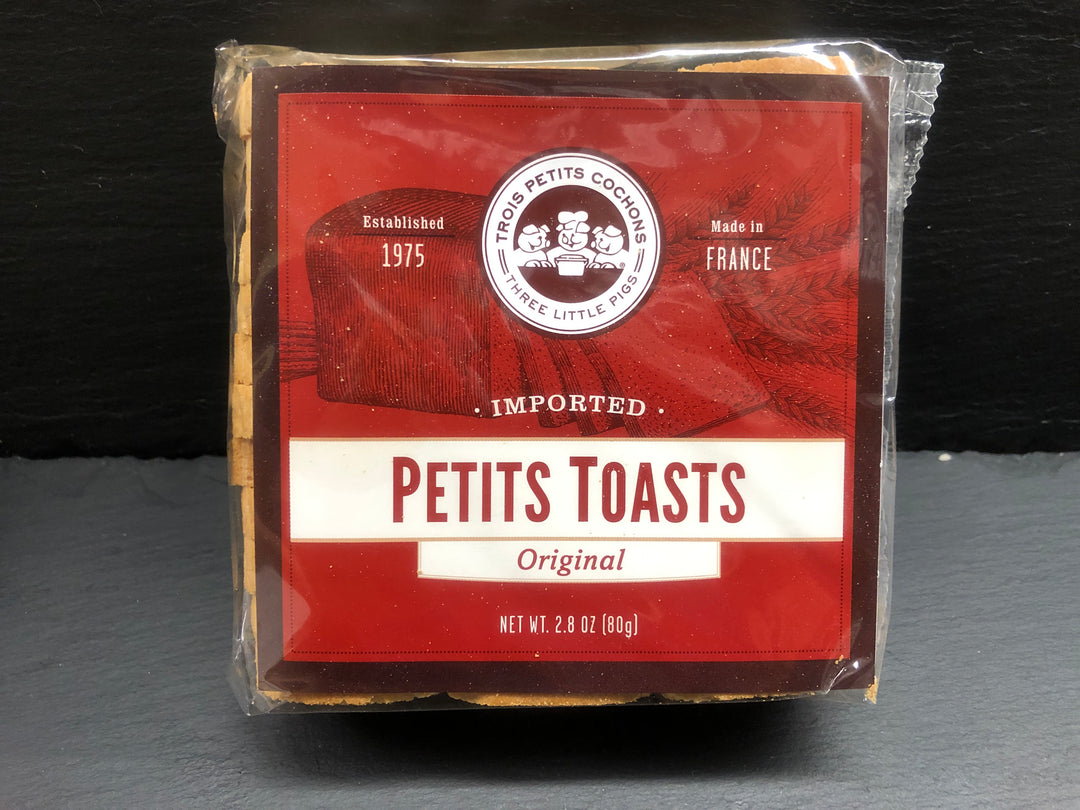 TROIS PETITS COCHONS
THREE LITTLE PIGS
®
Established
1975
Made in
FRANCE
· IMPORTED ·
PETITS TOASTS
Original
NET WT. 2.8 OZ (80g)